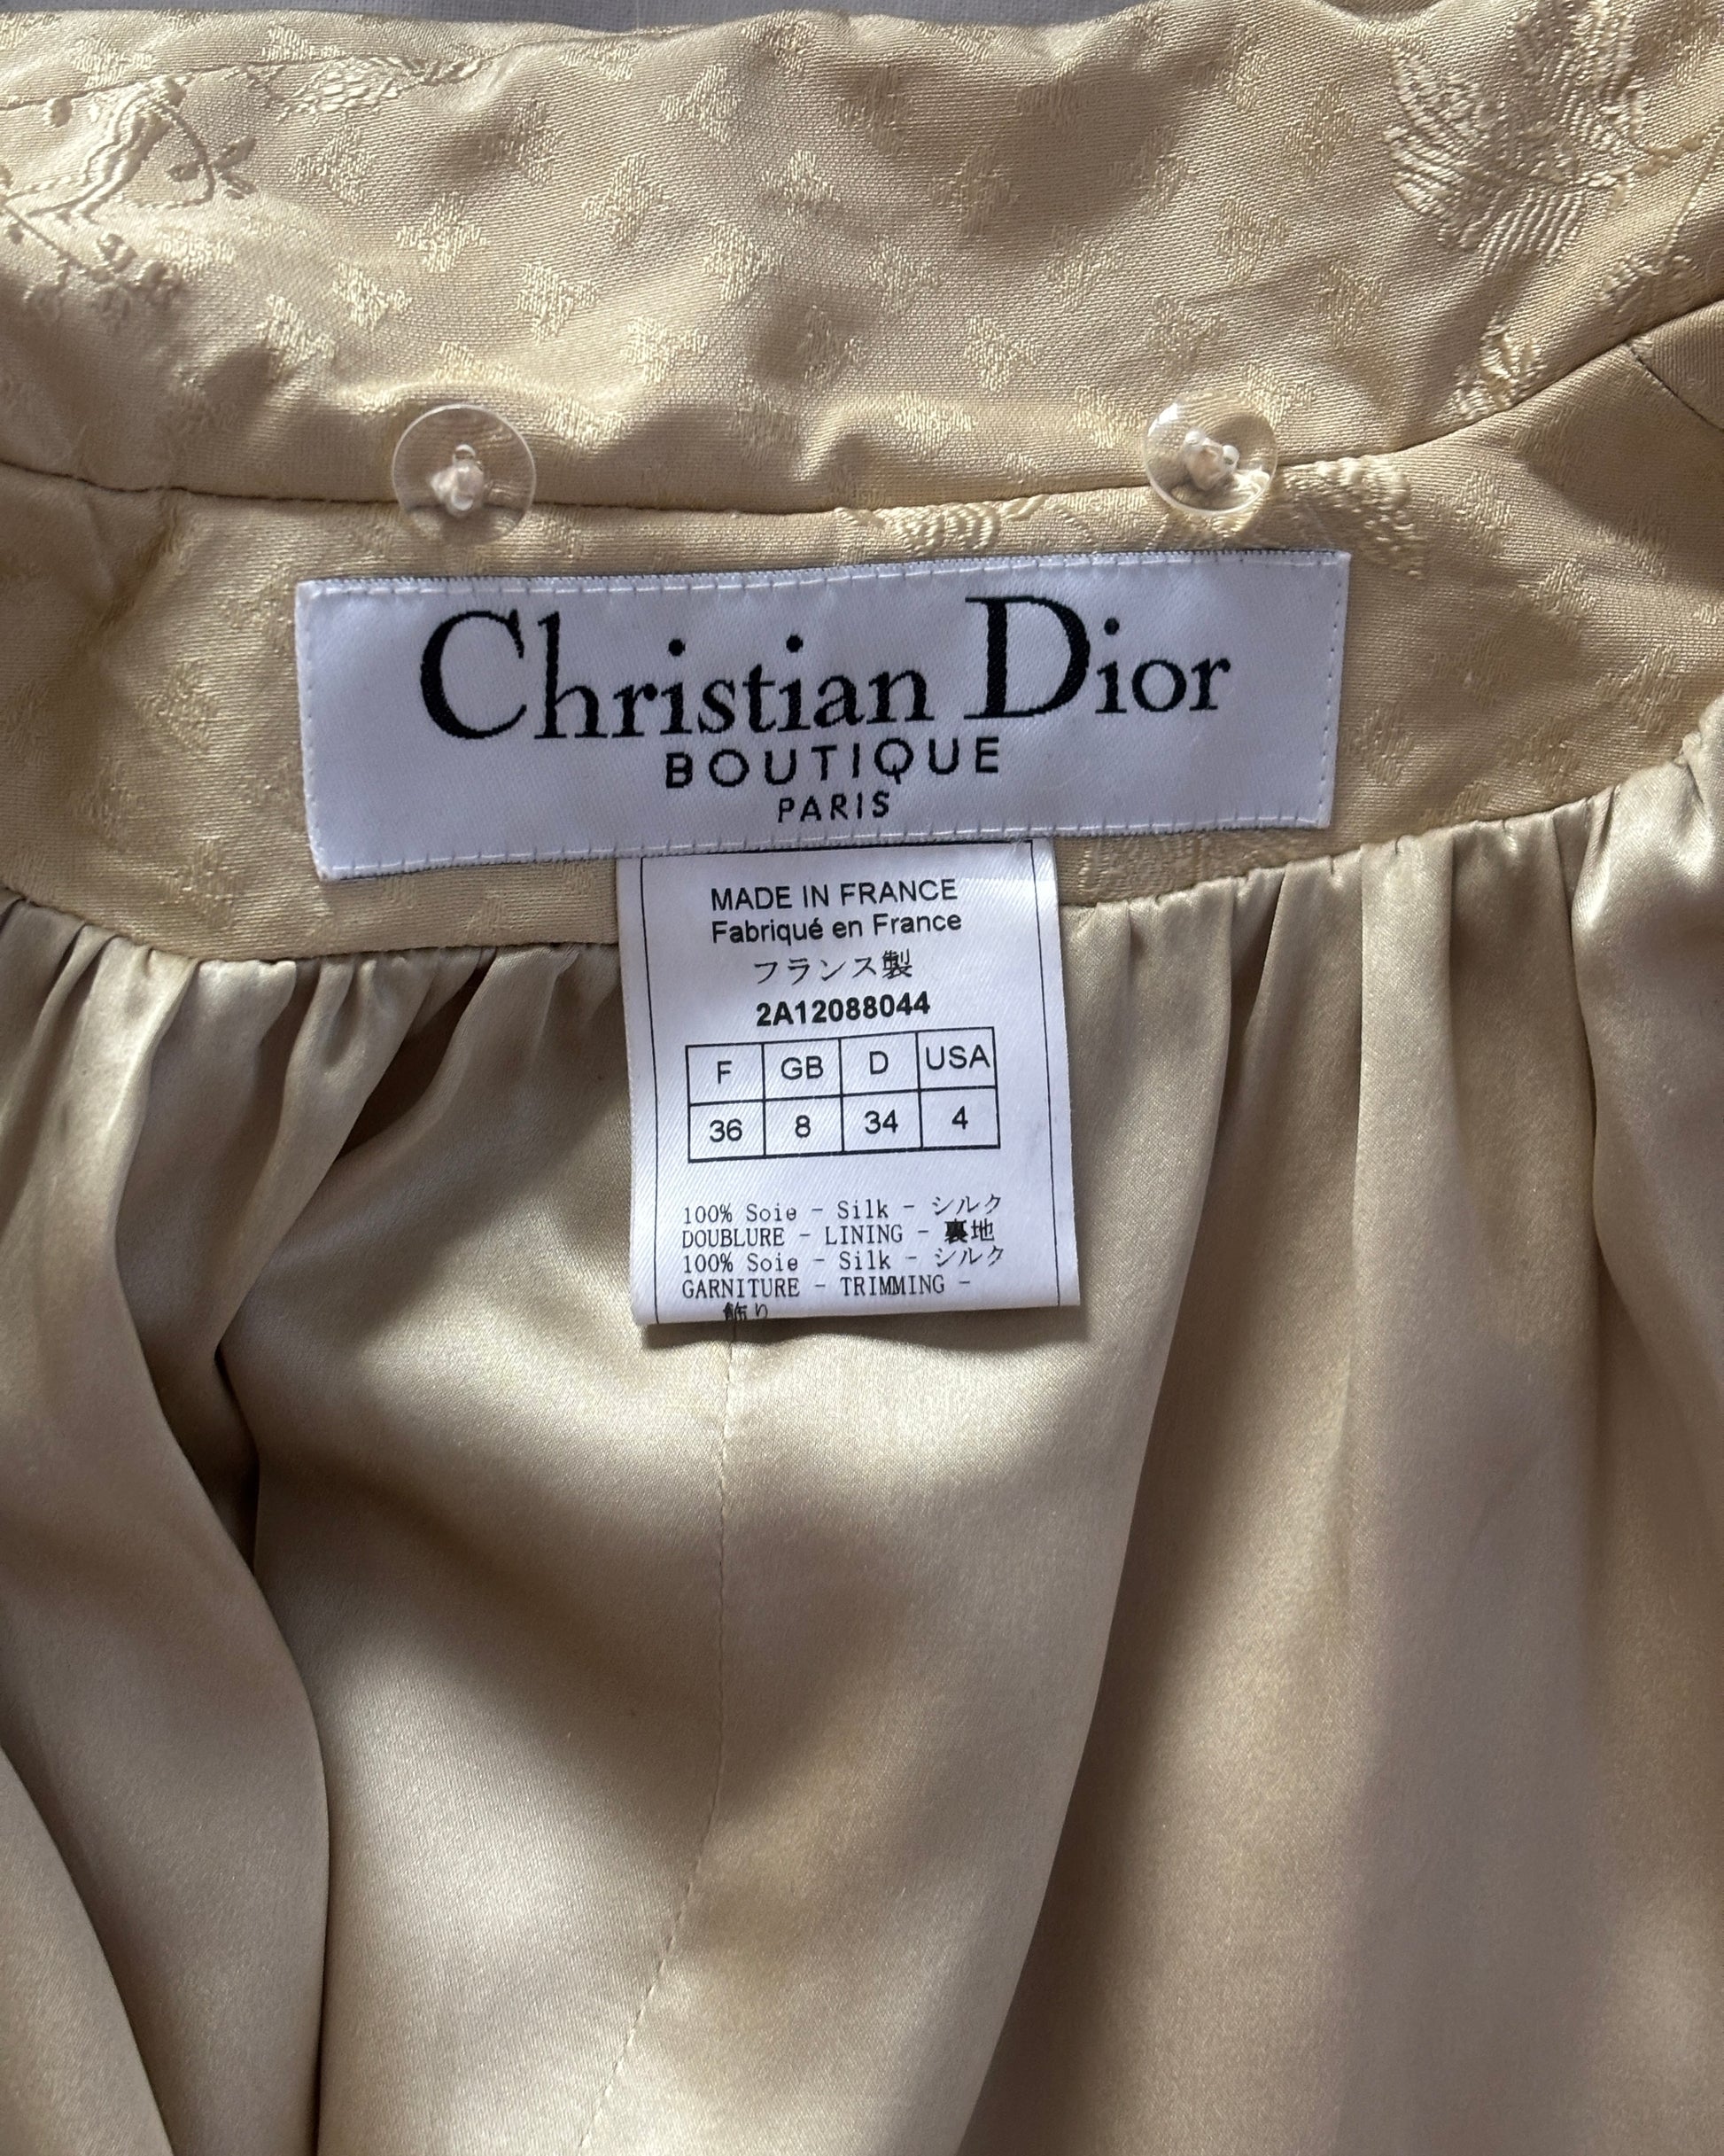 Christian Dior
BOUTIQUE
PARIS
MADE IN FRANCE
Fabriqué en France
フランス製
2A12088044
F GB D USA
36 8 34 4
100% Soie - Silk - シルク
DOUBLURE - LINING - 裏地
100% Soie - Silk - シルク
GARNITURE - TRIMMING -
飾り